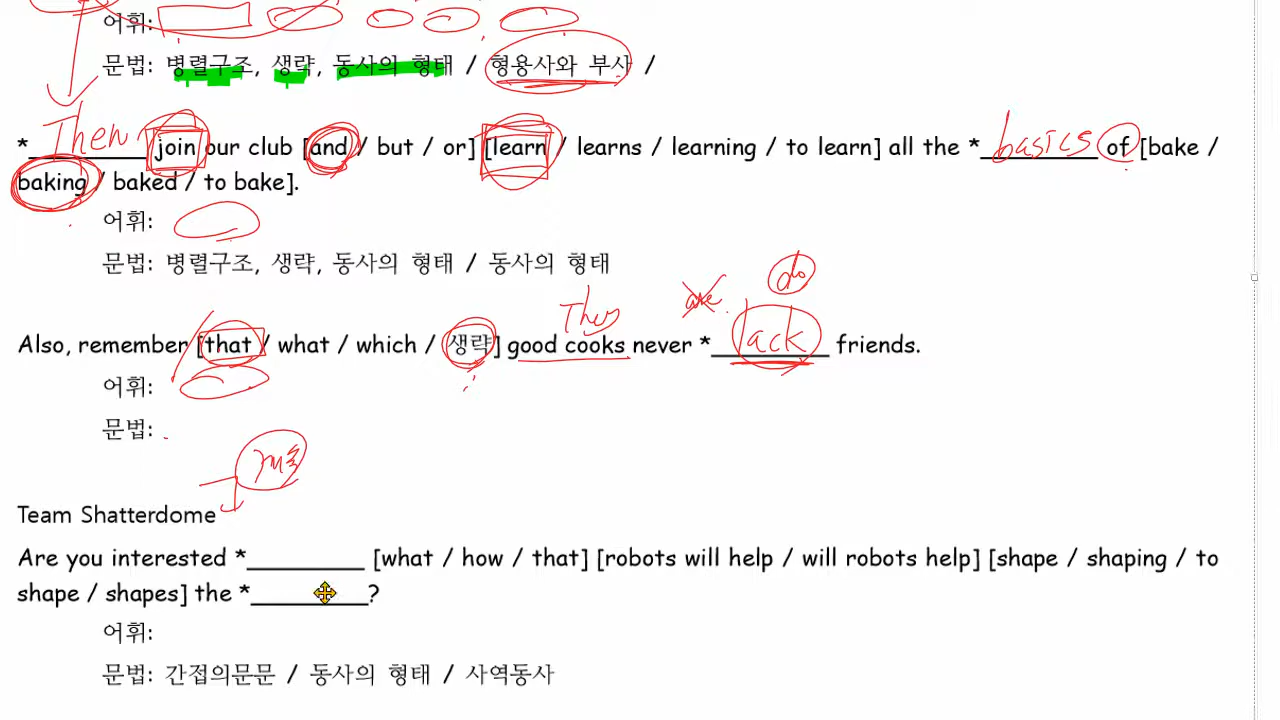 어휘:
문법: 병렬구조, 생략, 동사의 형태 / 형용사와 부사 /
Then
*__________ join our club [and / but / or] [learn / learns / learning / to learn] all the *__________ of [bake /
basics
baking / baked / to bake].
어휘:
문법: 병렬구조, 생략, 동사의 형태 / 동사의 형태
They are do
Also, remember [that / what / which / 생략] good cooks never *__________ friends.
lack
어휘:
문법:
Team Shatterdome
Are you interested *__________ [what / how / that] [robots will help / will robots help] [shape / shaping / to
shape / shapes] the *__________?
어휘:
문법: 간접의문문 / 동사의 형태 / 사역동사